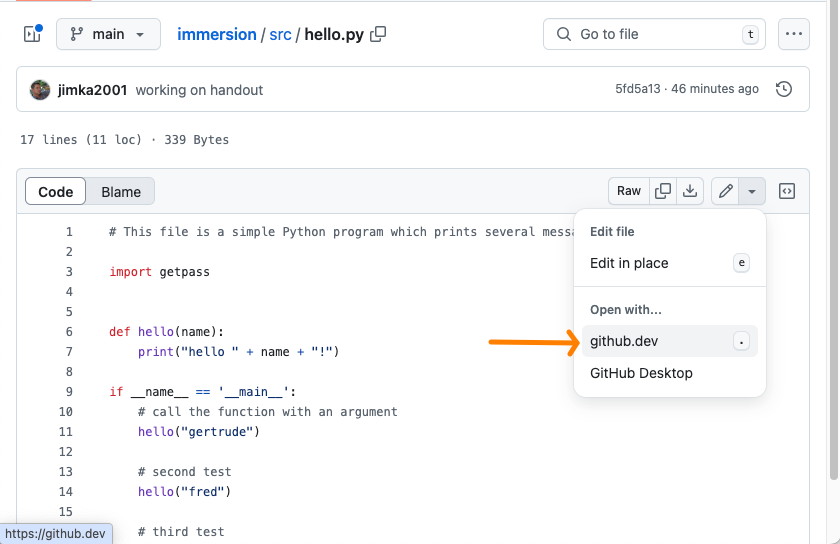 main
immersion / src / hello.py
Go to file
t
jimka2001 working on handout
5fd5a13 · 46 minutes ago
17 lines (11 loc) · 339 Bytes
Code
Blame
Raw
1 # This file is a simple Python program which prints several
2
3 import getpass
4
5
6 def hello(name):
7 print("hello " + name + "!")
8
9 if __name__ == '__main__':
10 # call the function with an argument
11 hello("gertrude")
12
13 # second test
14 hello("fred")
15
# third test
Edit file
Edit in place
e
Open with...
github.dev
.
GitHub Desktop
https://github.dev